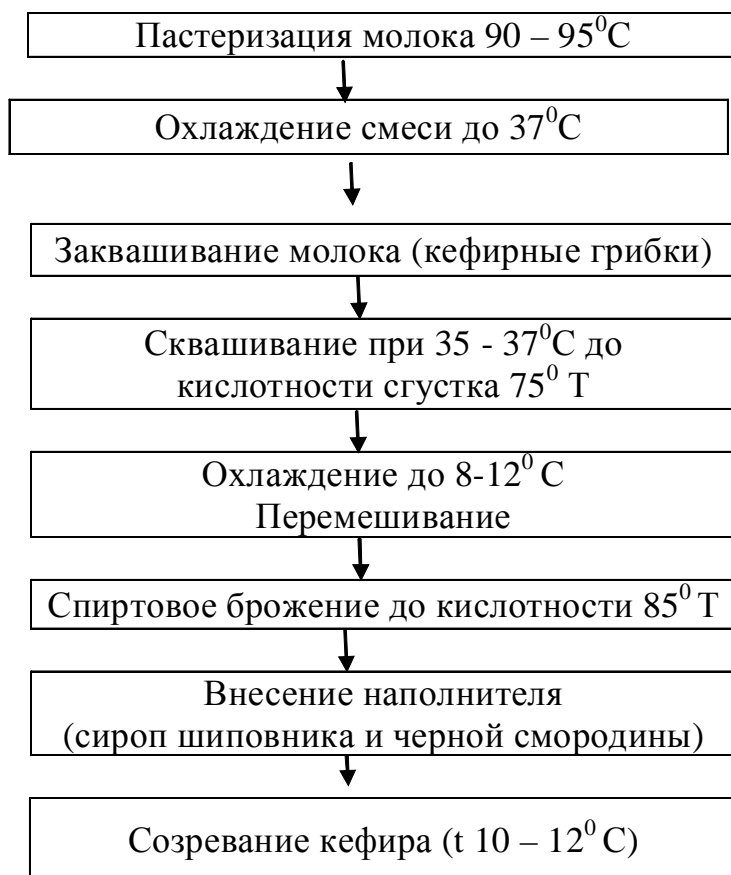 Пастеризация молока 90 – 95⁰C
Охлаждение смеси до 37⁰C
Заквашивание молока (кефирные грибки)
Сквашивание при 35 - 37⁰C до
кислотности сгустка 75⁰ Т
Охлаждение до 8-12⁰ С
Перемешивание
Спиртовое брожение до кислотности 85⁰ Т
Внесение наполнителя
(сироп шиповника и черной смородины)
Созревание кефира (t 10 – 12⁰ С)